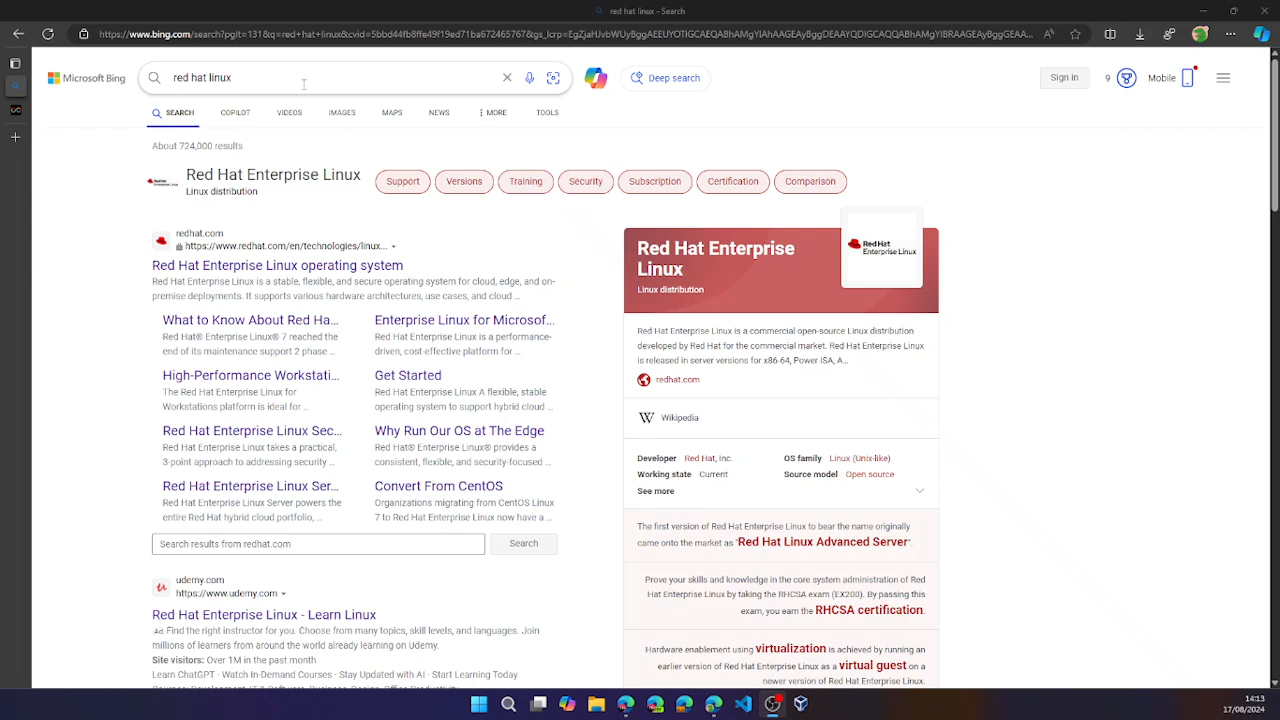 red hat linux - Search
https://www.bing.com/search?pglt=131&q=red+hat+linux&cvid=
Microsoft Bing
red hat linux
Deep search
Sign in
9
Mobile
SEARCH
COPILOT
VIDEOS
IMAGES
MAPS
NEWS
MORE
TOOLS
About 724,000 results
Red Hat Enterprise Linux
Linux distribution
Support
Versions
Training
Security
Subscription
Certification
Comparison
redhat.com
https://www.redhat.com/en/technologies/linux...
Red Hat Enterprise Linux operating system
Red Hat Enterprise Linux is a stable, flexible, and secure operating system for cloud, edge, and on-
premise deployments. It supports various hardware architectures, use cases, and cloud ...
What to Know About Red Ha...
Red Hat® Enterprise Linux® 7 reached the
end of its maintenance support 2 phase ...
Enterprise Linux for Microsof...
Red Hat Enterprise Linux is a performance-
driven, cost-effective platform for ...
High-Performance Workstati...
The Red Hat Enterprise Linux for
Workstations platform is ideal for ...
Get Started
Red Hat Enterprise Linux A flexible, stable
operating system to support hybrid cloud ...
Red Hat Enterprise Linux Sec...
Red Hat Enterprise Linux takes a practical,
3-point approach to addressing security ...
Why Run Our OS at The Edge
Red Hat® Enterprise Linux® provides a
consistent, flexible, and security-focused ...
Red Hat Enterprise Linux Ser...
Red Hat Enterprise Linux Server powers the
entire Red Hat hybrid cloud portfolio, ...
Convert From CentOS
Organizations migrating from CentOS Linux
7 to Red Hat Enterprise Linux now have a ...
Search results from redhat.com
Search
udemy.com
https://www.udemy.com
Red Hat Enterprise Linux - Learn Linux
Ad Find the right instructor for you. Choose from many topics, skill levels, and languages. Join
millions of learners from around the world already learning on Udemy.
Site visitors: Over 1M in the past month
Learn ChatGPT · Watch In-Demand Courses · Stay Updated with AI · Start Learning Today
Red Hat Enterprise
Linux
Linux distribution
Red Hat
Enterprise Linux
Red Hat Enterprise Linux is a commercial open-source Linux distribution
developed by Red Hat for the commercial market. Red Hat Enterprise Linux
is released in server versions for x86-64, Power ISA, A...
redhat.com
Wikipedia
Developer Red Hat, Inc.
OS family Linux (Unix-like)
Working state Current
Source model Open source
See more
The first version of Red Hat Enterprise Linux to bear the name originally
came onto the market as "Red Hat Linux Advanced Server".
Prove your skills and knowledge in the core system administration of Red
Hat Enterprise Linux by taking the RHCSA exam (EX200). By passing this
exam, you earn the RHCSA certification.
Hardware enablement using virtualization is achieved by running an
earlier version of Red Hat Enterprise Linux as a virtual guest on a
newer version of Red Hat Enterprise Linux.
14:13
17/08/2024